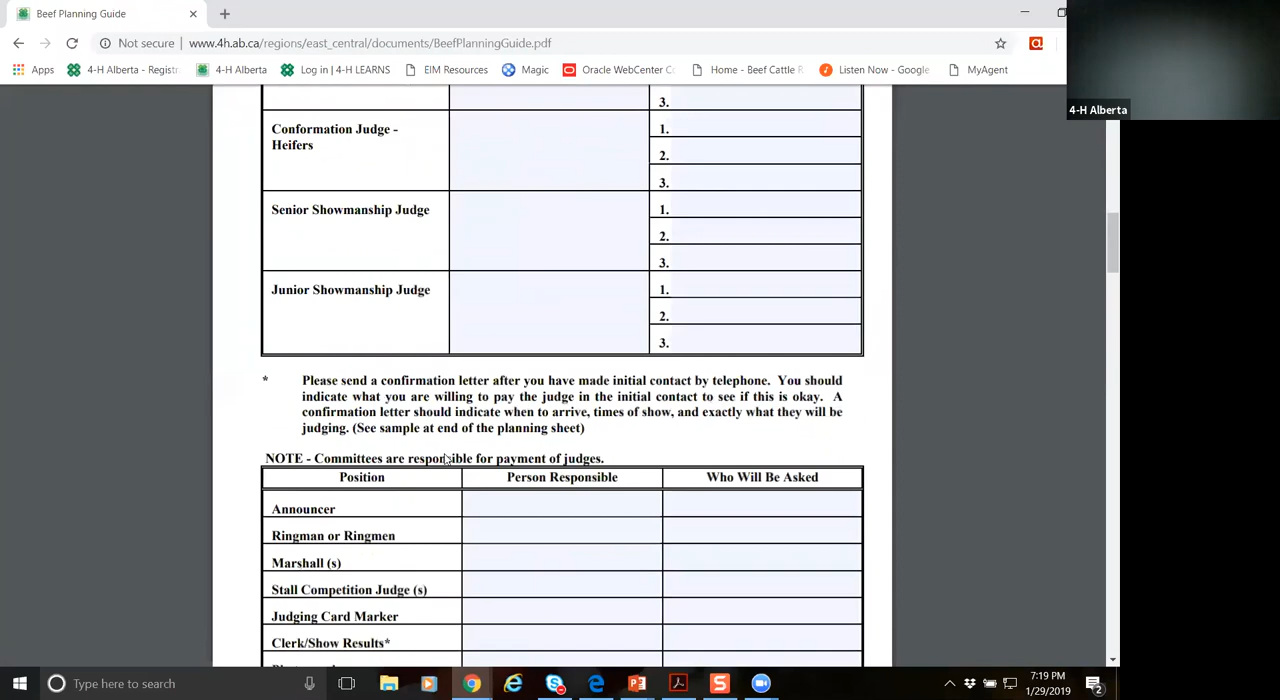 Beef Planning Guide
Not secure | www.4h.ab.ca/regions/east_central/documents/BeefPlanningGuide.pdf
Apps 4-H Alberta - Registr 4-H Alberta Log in | 4-H LEARNS EIM Resources Magic Oracle WebCenter Co Home - Beef Cattle R Listen Now - Google MyAgent
4-H Alberta
3.
Conformation Judge -
Heifers
1.
2.
3.
Senior Showmanship Judge
1.
2.
3.
Junior Showmanship Judge
1.
2.
3.
* Please send a confirmation letter after you have made initial contact by telephone. You should
indicate what you are willing to pay the judge in the initial contact to see if this is okay. A
confirmation letter should indicate when to arrive, times of show, and exactly what they will be
judging. (See sample at end of the planning sheet)
NOTE - Committees are responsible for payment of judges.
Position Person Responsible Who Will Be Asked
Announcer
Ringman or Ringmen
Marshall (s)
Stall Competition Judge (s)
Judging Card Marker
Clerk/Show Results*
Type here to search
7:19 PM
1/29/2019
2